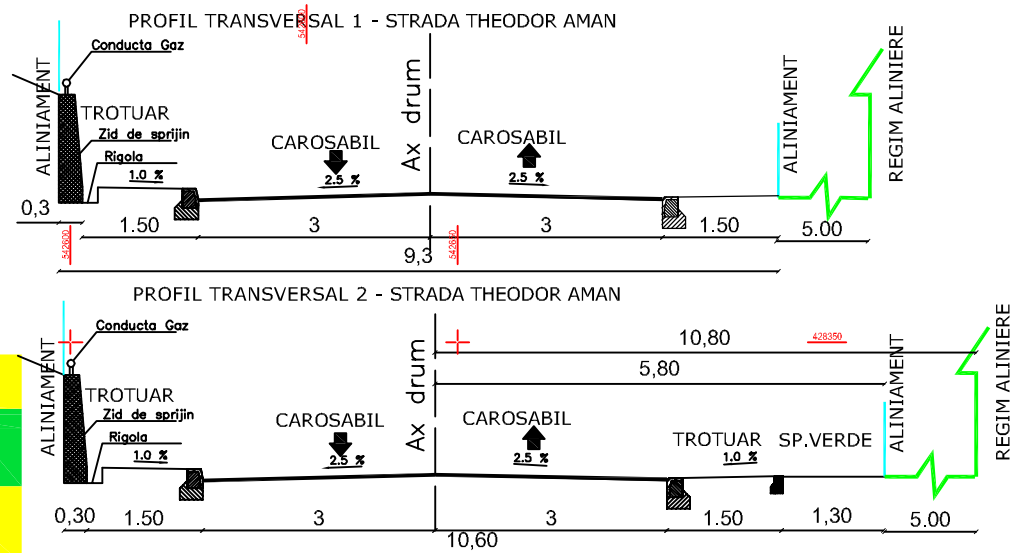 PROFIL TRANSVERSAL 1 - STRADA THEODOR AMAN
542650
Conducta Gaz
ALINIAMENT
TROTUAR
Zid de sprijin
Rigola
1.0 %
CAROSABIL
2.5 %
Ax drum
CAROSABIL
2.5 %
ALINIAMENT
REGIM ALINIERE
0,3
1.50
3
3
1.50
5.00
542600
542650
9,3
PROFIL TRANSVERSAL 2 - STRADA THEODOR AMAN
Conducta Gaz
10,80
428350
5,80
ALINIAMENT
TROTUAR
Zid de sprijin
Rigola
1.0 %
CAROSABIL
2.5 %
Ax drum
CAROSABIL
2.5 %
TROTUAR
1.0 %
SP.VERDE
ALINIAMENT
REGIM ALINIERE
0,30
1.50
3
3
1.50
1,30
5.00
10,60